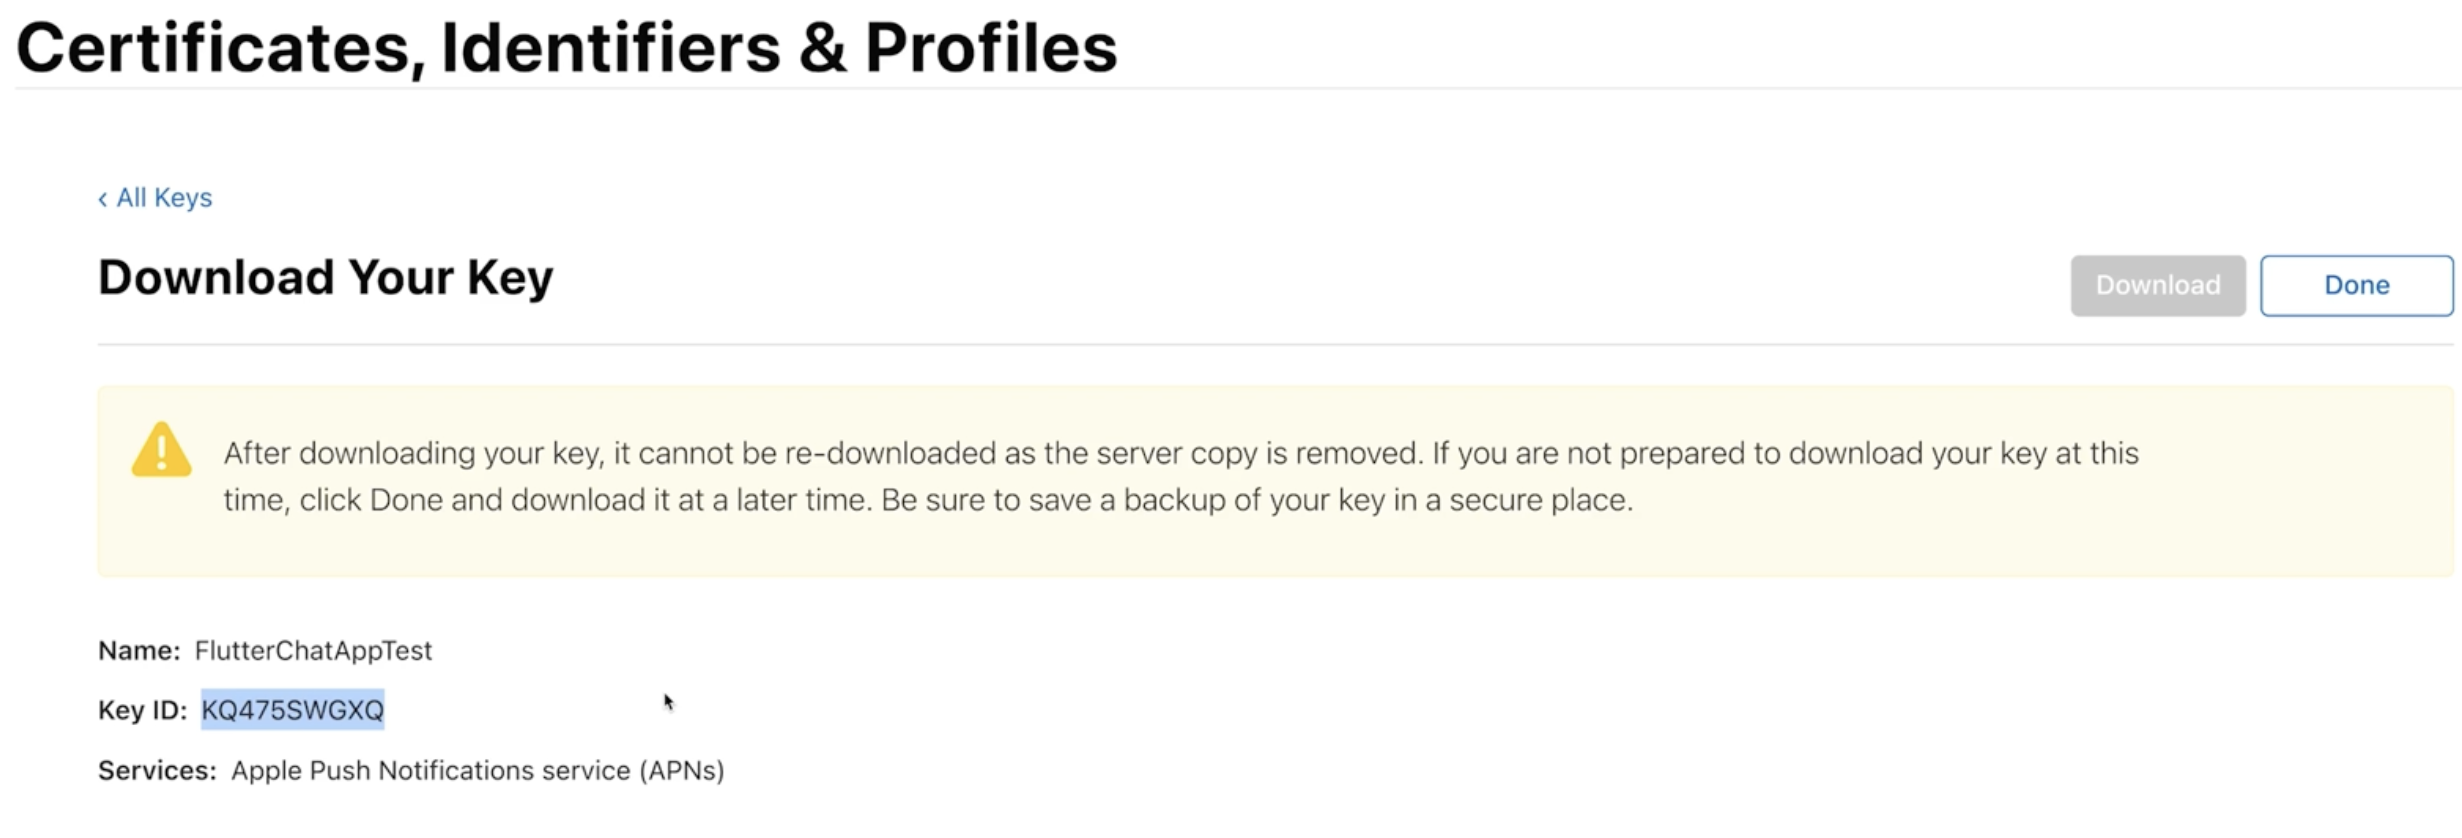 Certificates, Identifiers & Profiles
‹ All Keys
Download Your Key
Download
Done
After downloading your key, it cannot be re-downloaded as the server copy is removed. If you are not prepared to download your key at this
time, click Done and download it at a later time. Be sure to save a backup of your key in a secure place.
Name: FlutterChatAppTest
Key ID: KQ475SWGXQ
Services: Apple Push Notifications service (APNs)